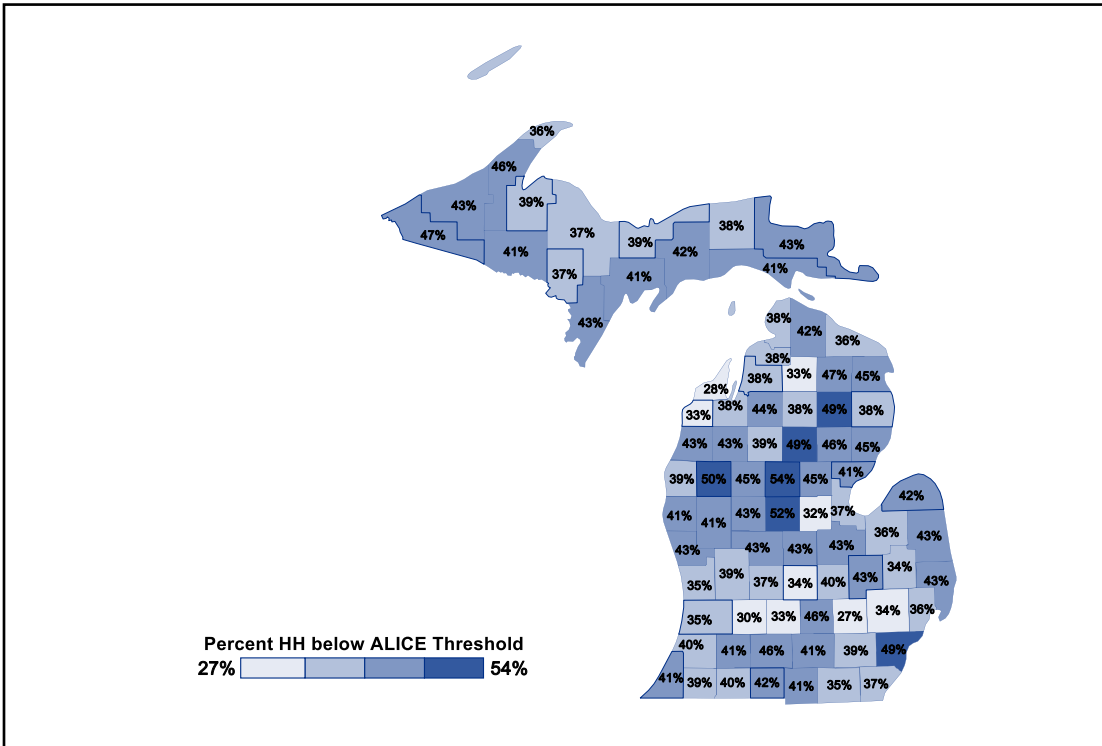 36%
46%
43% 39%
47% 41% 37% 39% 38% 43%
37% 41% 42% 41%
43%
38% 42% 36%
38%
28% 38% 33% 47% 45%
33% 38% 44% 38% 49% 38%
43% 43% 39% 49% 46% 45%
39% 50% 45% 54% 45% 41%
42%
41% 41% 43% 52% 32% 37%
43% 43% 43% 43% 36% 43%
35% 39% 37% 34% 40% 43% 34% 43%
35% 30% 33% 46% 27% 34% 36%
40% 41% 46% 41% 39% 49%
41% 39% 40% 42% 41% 35% 37%
Percent HH below ALICE Threshold
27% 54%